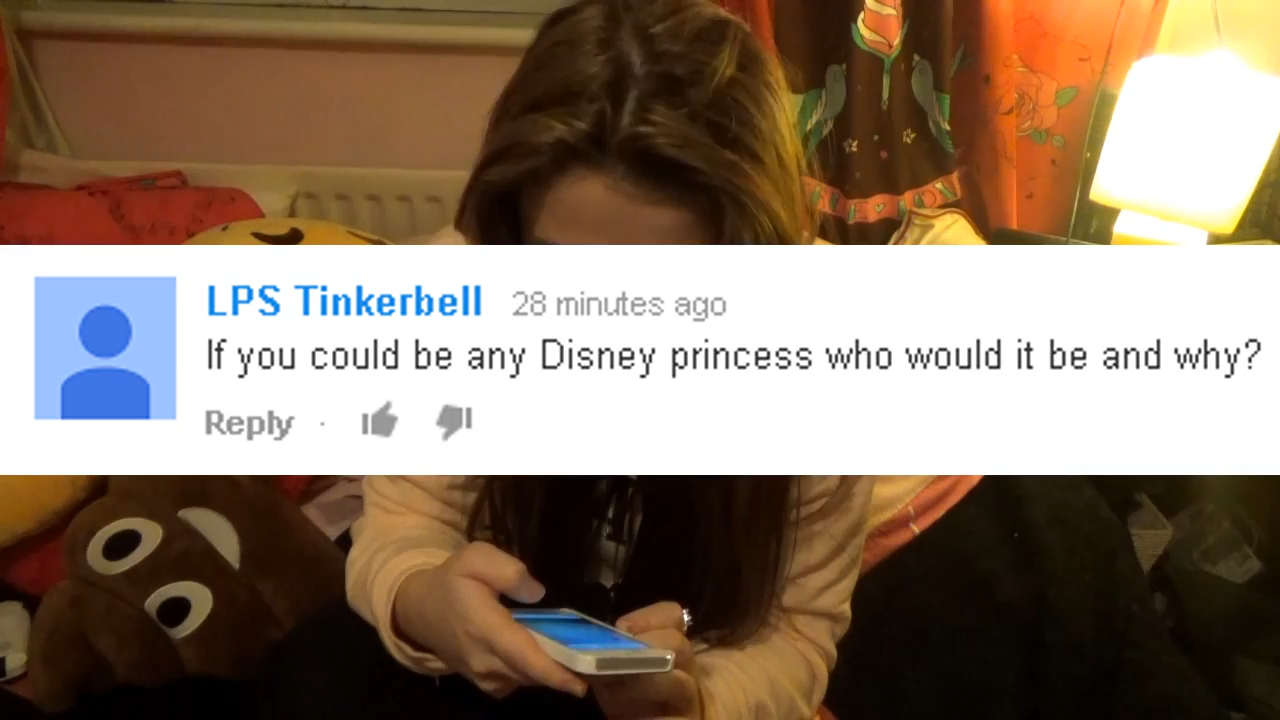 LPS Tinkerbell 28 minutes ago
If you could be any Disney princess who would it be and why?
Reply ·